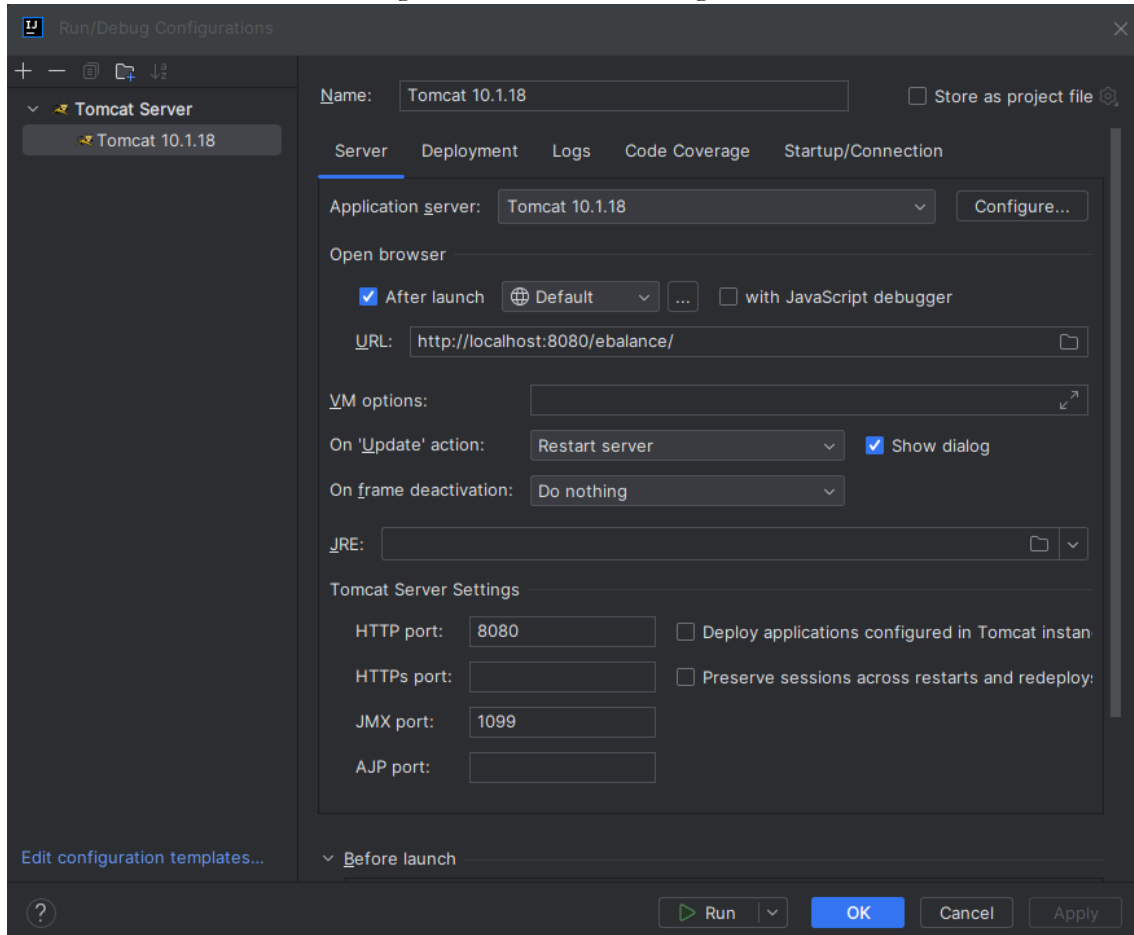 Run/Debug Configurations
Name: Tomcat 10.1.18 Store as project file
Tomcat Server
Tomcat 10.1.18
Server Deployment Logs Code Coverage Startup/Connection
Application server: Tomcat 10.1.18 Configure...
Open browser
After launch Default ... with JavaScript debugger
URL: http://localhost:8080/ebalance/
VM options:
On 'Update' action: Restart server Show dialog
On frame deactivation: Do nothing
JRE:
Tomcat Server Settings
HTTP port: 8080 Deploy applications configured in Tomcat instan
HTTPs port: Preserve sessions across restarts and redeploys
JMX port: 1099
AJP port:
Edit configuration templates...
Before launch
? Run OK Cancel Apply